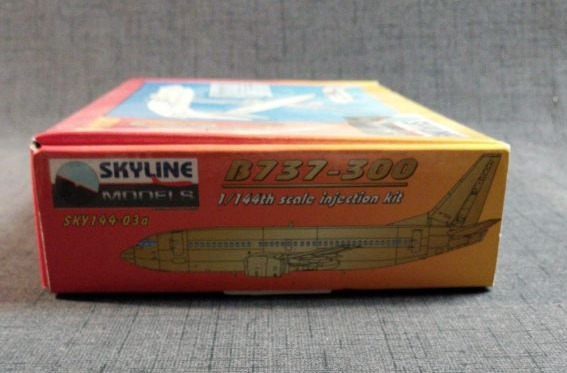 SKYLINE
MODELS
B737-300
1/144th scale injection kit
SKY144-03a